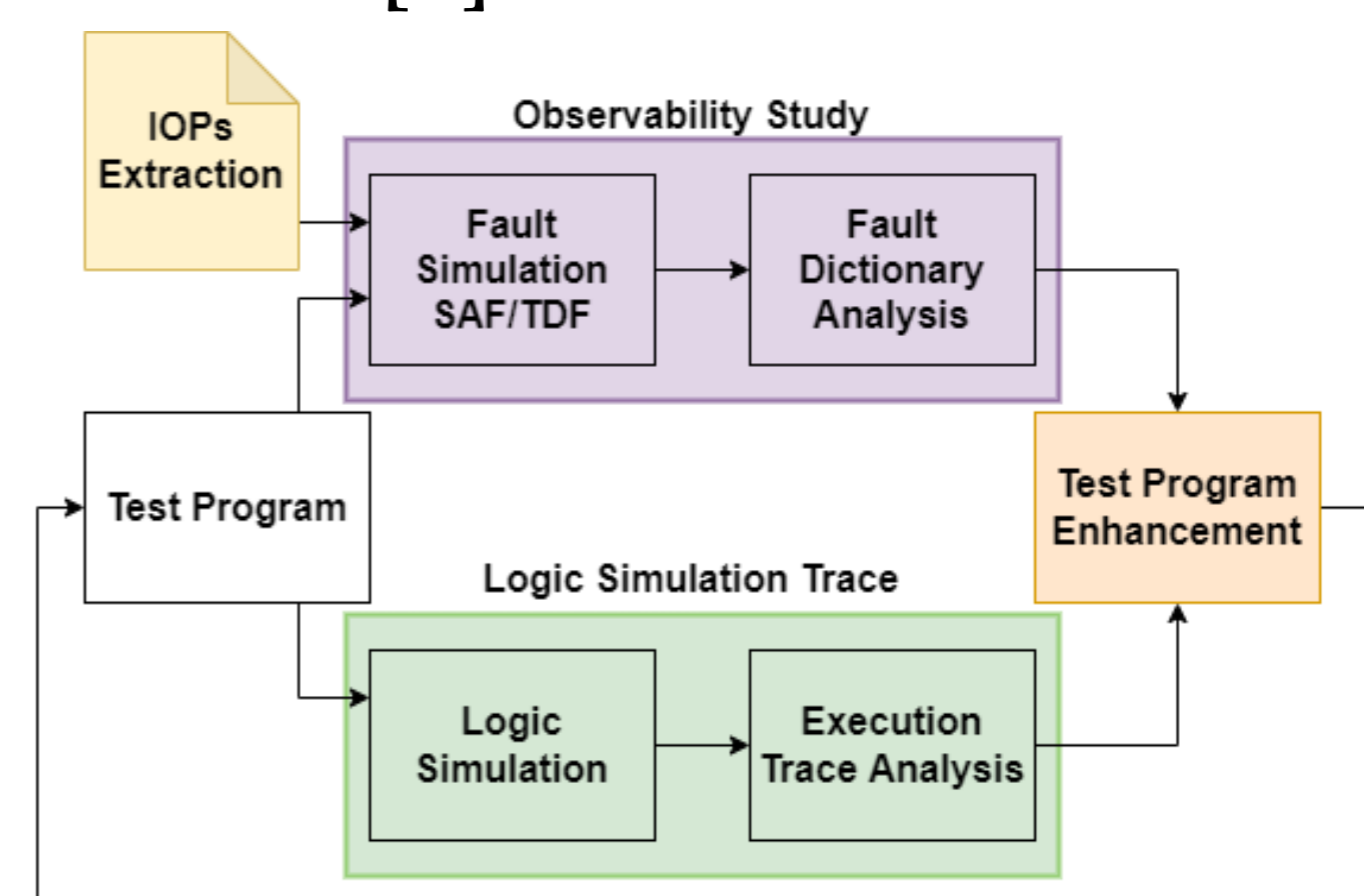 IOPs
Extraction
Observability Study
Fault
Simulation
SAF/TDF
Fault
Dictionary
Analysis
Test Program
Test Program
Enhancement
Logic Simulation Trace
Logic
Simulation
Execution
Trace Analysis